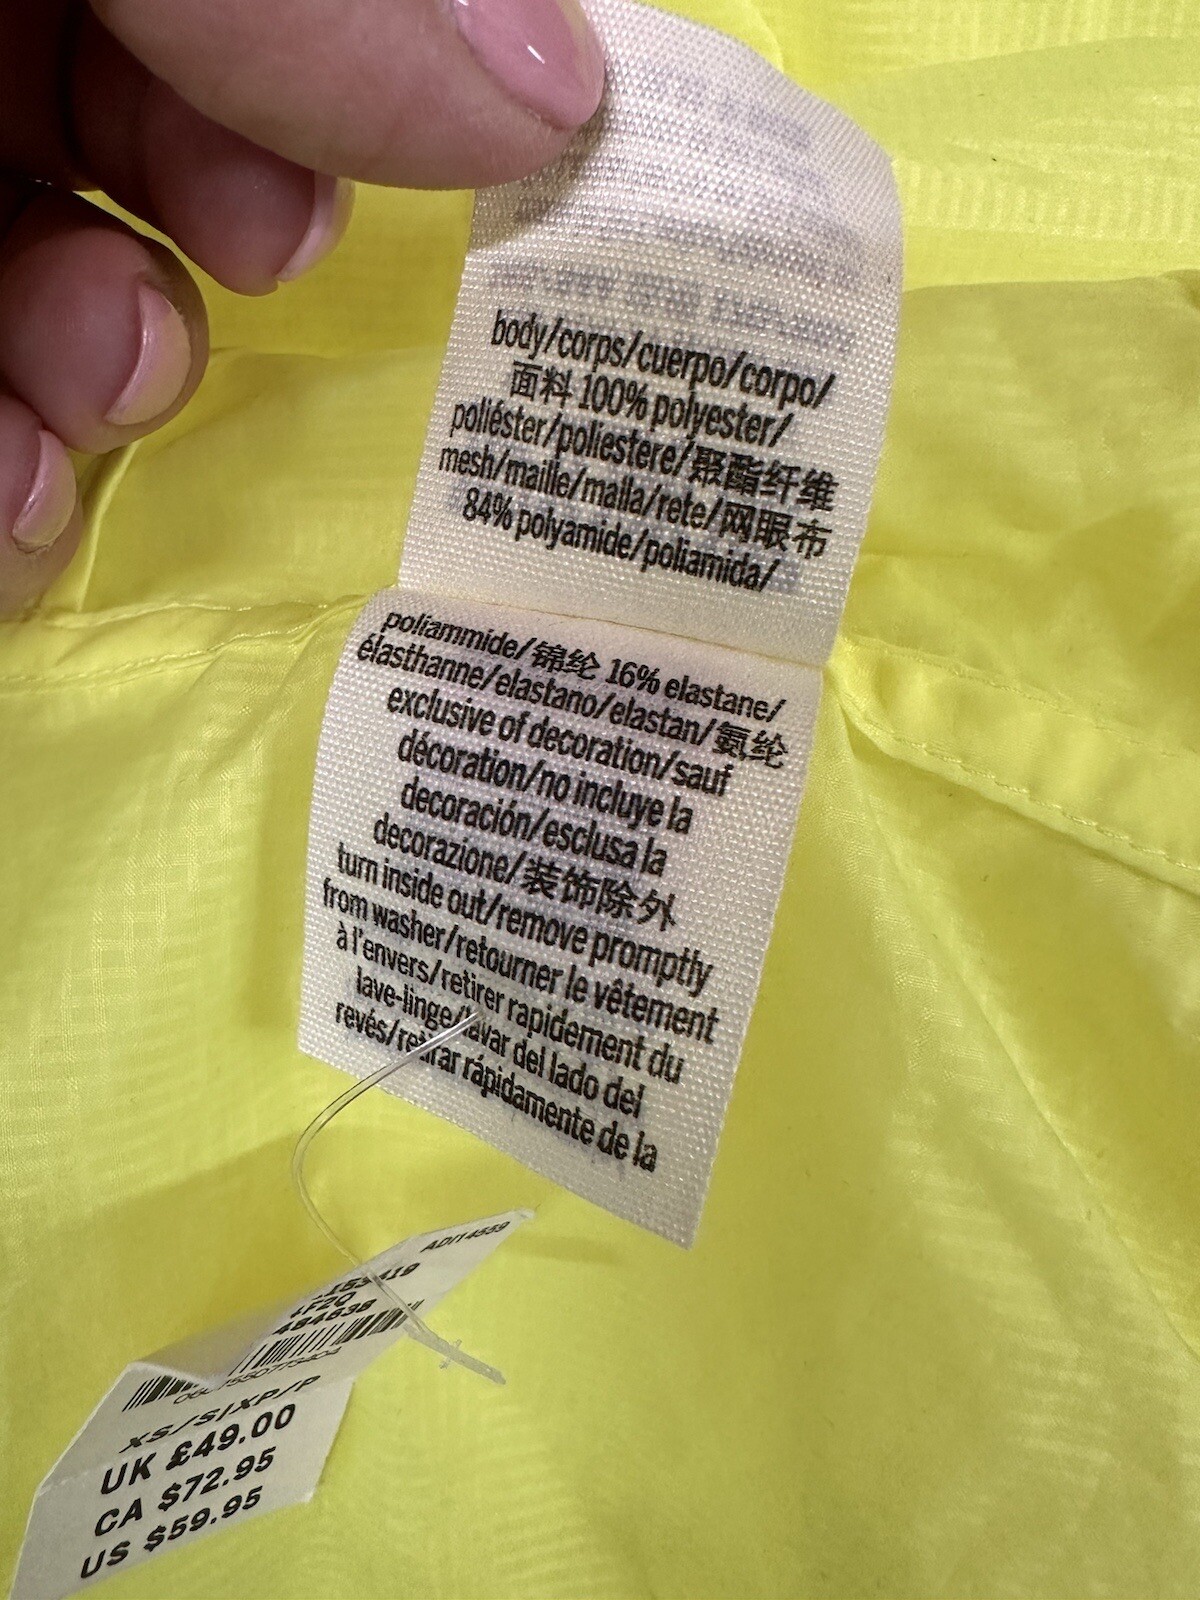 body/corps/cuerpo/corpo/
面料 100% polyester/
poliéster/poliestere/聚酯纤维
mesh/maille/malla/rete/网眼布
84% polyamide/poliamida/
poliammide/锦纶 16% elastane/
élasthanne/elastano/elastan/氨纶
exclusive of decoration/sauf
décoration/no incluye la
decoración/esclusa la
decorazione/装饰除外
turn inside out/remove promptly
from washer/retourner le vêtement
à l'envers/retirer rapidement du
lave-linge/lavar del lado del
revés/retirar rápidamente de la
ADI14559
484838
XS/S|XP/P
UK £49.00
CA $72.95
US $59.95